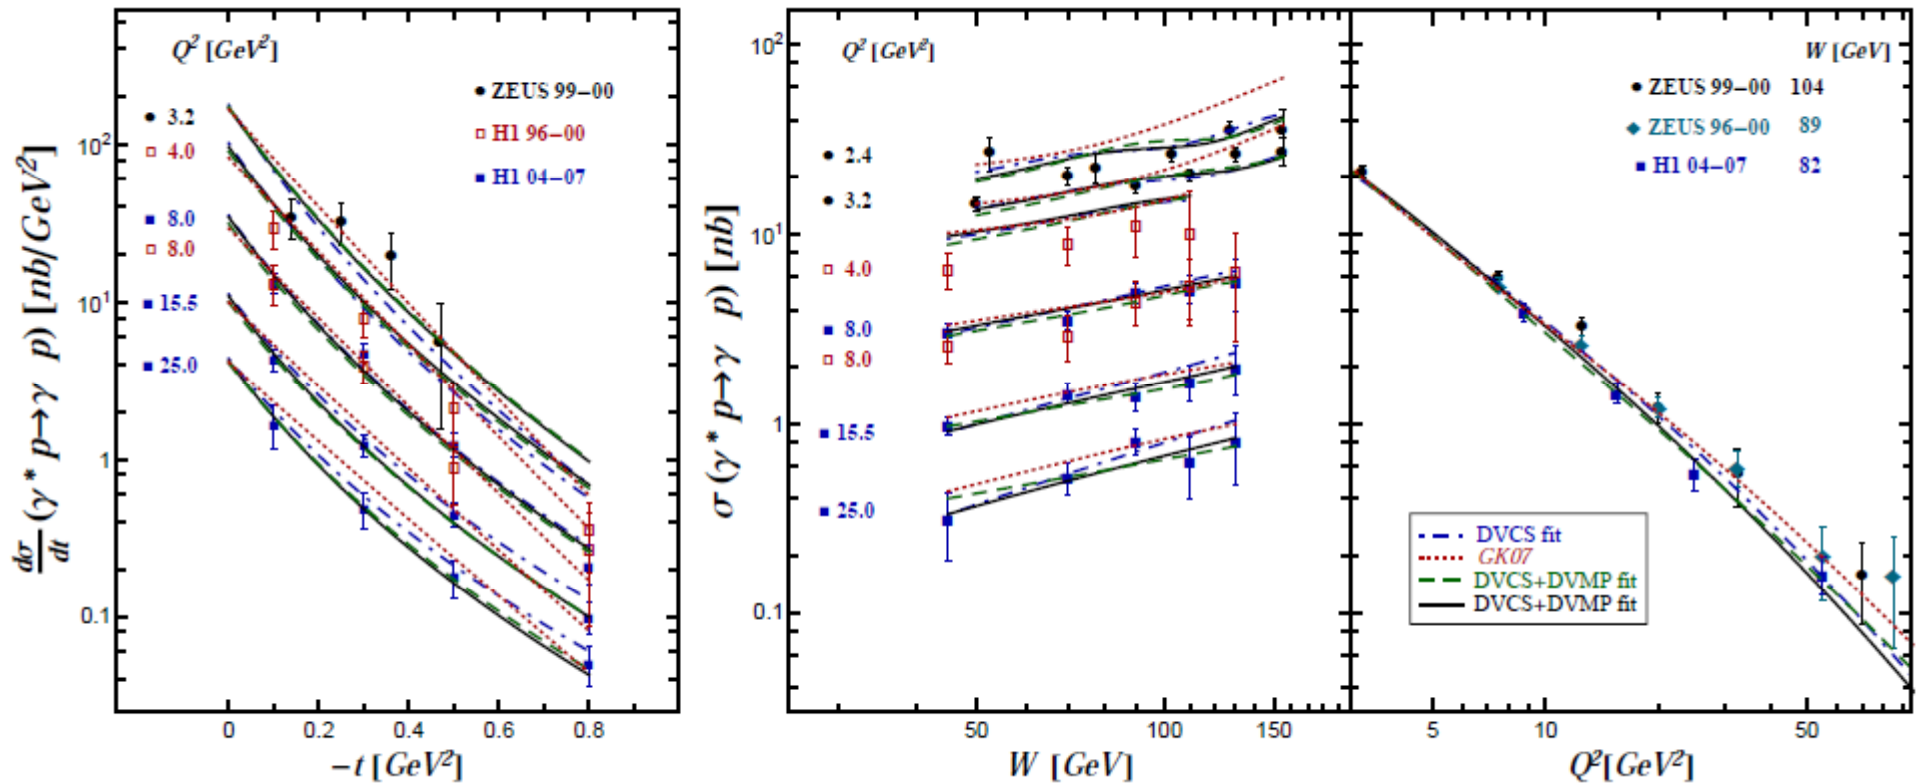 dσ/dt (γ* p→γ p) [nb/GeV²]
Q² [GeV²]
ZEUS 99–00
H1 96–00
H1 04–07
3.2
4.0
8.0
8.0
15.5
25.0
10²
10¹
1
0.1
0 0.2 0.4 0.6 0.8
−t [GeV²]
σ (γ* p→γ p) [nb]
Q² [GeV²]
2.4
3.2
4.0
8.0
8.0
15.5
25.0
10²
10¹
1
0.1
50 100 150
W [GeV]
W [GeV]
ZEUS 99–00 104
ZEUS 96–00 89
H1 04–07 82
DVCS fit
GK07
DVCS+DVMP fit
DVCS+DVMP fit
5 10 50
Q²[GeV²]